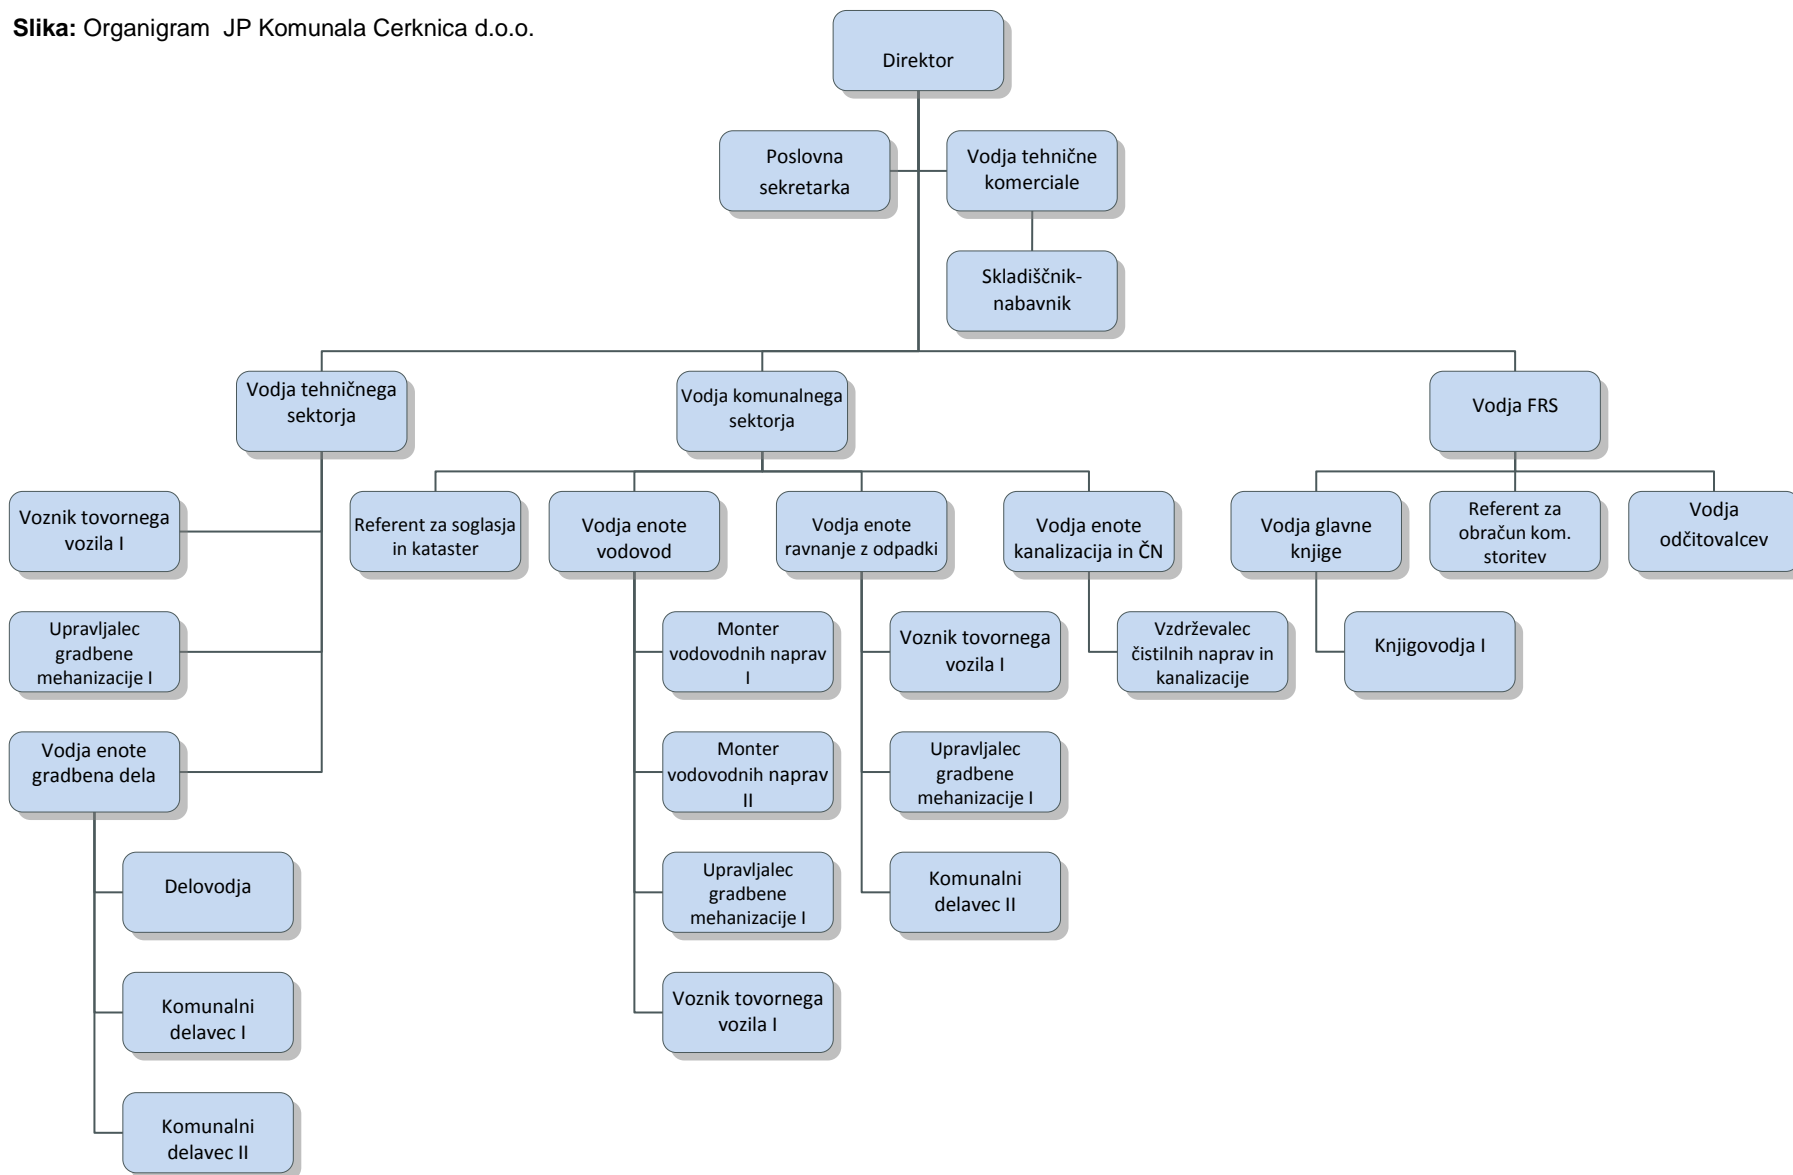 Slika: Organigram JP Komunala Cerknica d.o.o.
Direktor
Poslovna
sekretarka
Vodja tehnične
komerciale
Skladiščnik-
nabavnik
Vodja tehničnega
sektorja
Vodja komunalnega
sektorja
Vodja FRS
Voznik tovornega
vozila I
Referent za soglasja
in kataster
Vodja enote
vodovod
Vodja enote
ravnanje z odpadki
Vodja enote
kanalizacija in ČN
Vodja glavne
knjige
Referent za
obračun kom.
storitev
Vodja
odčitovalcev
Upravljalec
gradbene
mehanizacije I
Monter
vodovodnih naprav
I
Voznik tovornega
vozila I
Vzdrževalec
čistilnih naprav in
kanalizacije
Knjigovodja I
Vodja enote
gradbena dela
Monter
vodovodnih naprav
II
Upravljalec
gradbene
mehanizacije I
Delovodja
Upravljalec
gradbene
mehanizacije I
Komunalni
delavec II
Komunalni
delavec I
Voznik tovornega
vozila I
Komunalni
delavec II